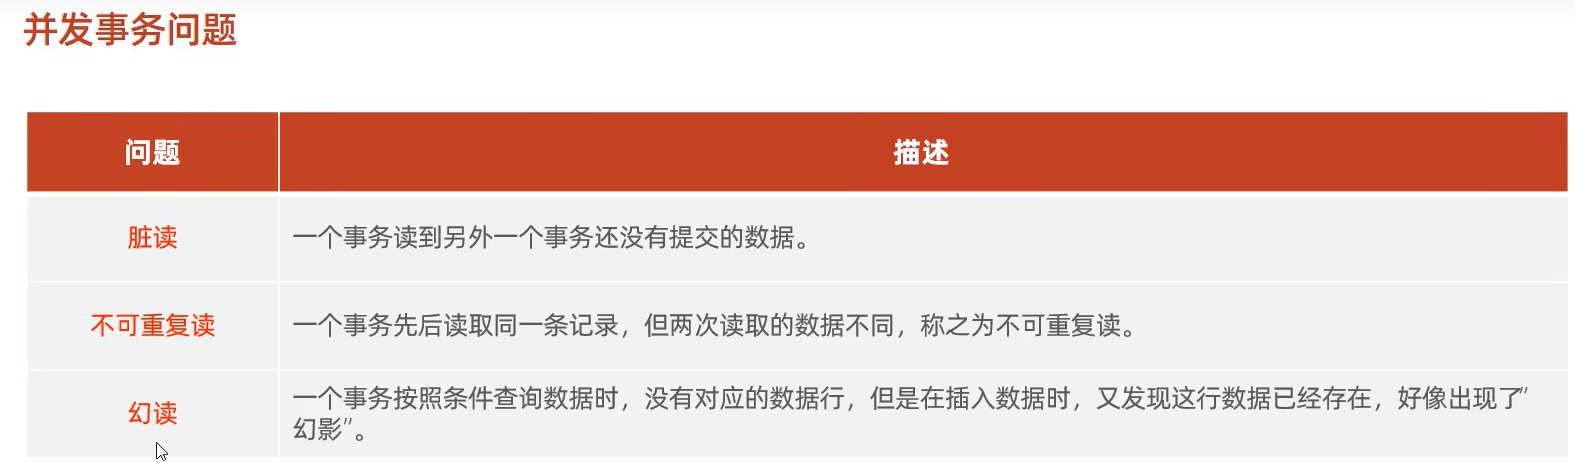 并发事务问题
问题 描述
脏读 一个事务读到另外一个事务还没有提交的数据。
不可重复读 一个事务先后读取同一条记录，但两次读取的数据不同，称之为不可重复读。
幻读 一个事务按照条件查询数据时，没有对应的数据行，但是在插入数据时，又发现这行数据已经存在，好像出现了”
幻影”。